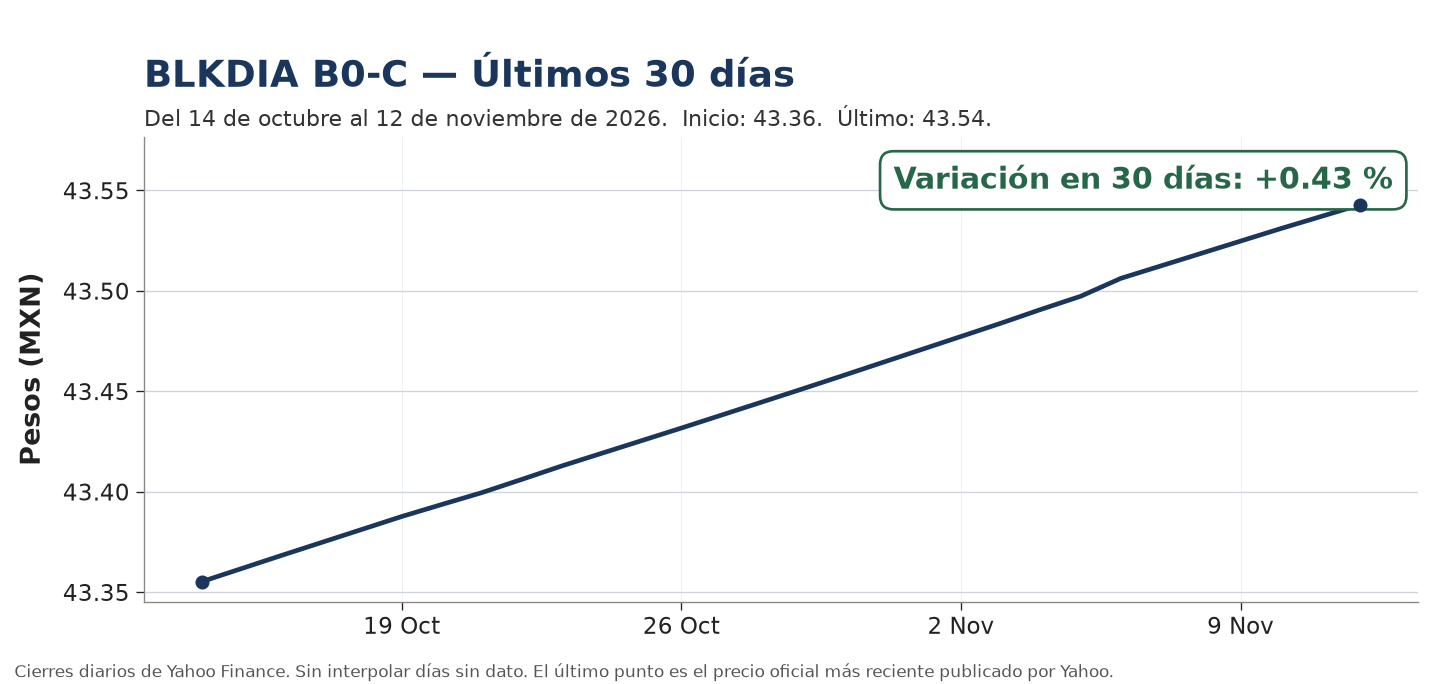 BLKDIA B0-C — Últimos 30 días
Del 14 de octubre al 12 de noviembre de 2026.  Inicio: 43.36.  Último: 43.54.
Variación en 30 días: +0.43 %
Pesos (MXN)
43.55
43.50
43.45
43.40
43.35
19 Oct
26 Oct
2 Nov
9 Nov
Cierres diarios de Yahoo Finance. Sin interpolar días sin dato. El último punto es el precio oficial más reciente publicado por Yahoo.